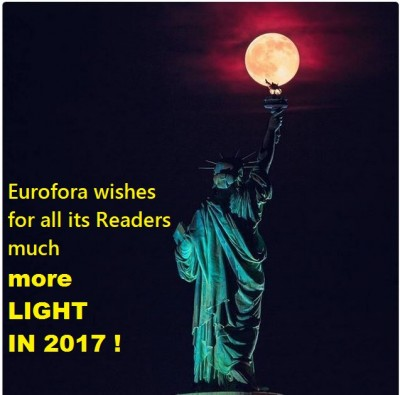 Eurofora wishes
for all its Readers
much
more
LIGHT
IN 2017 !